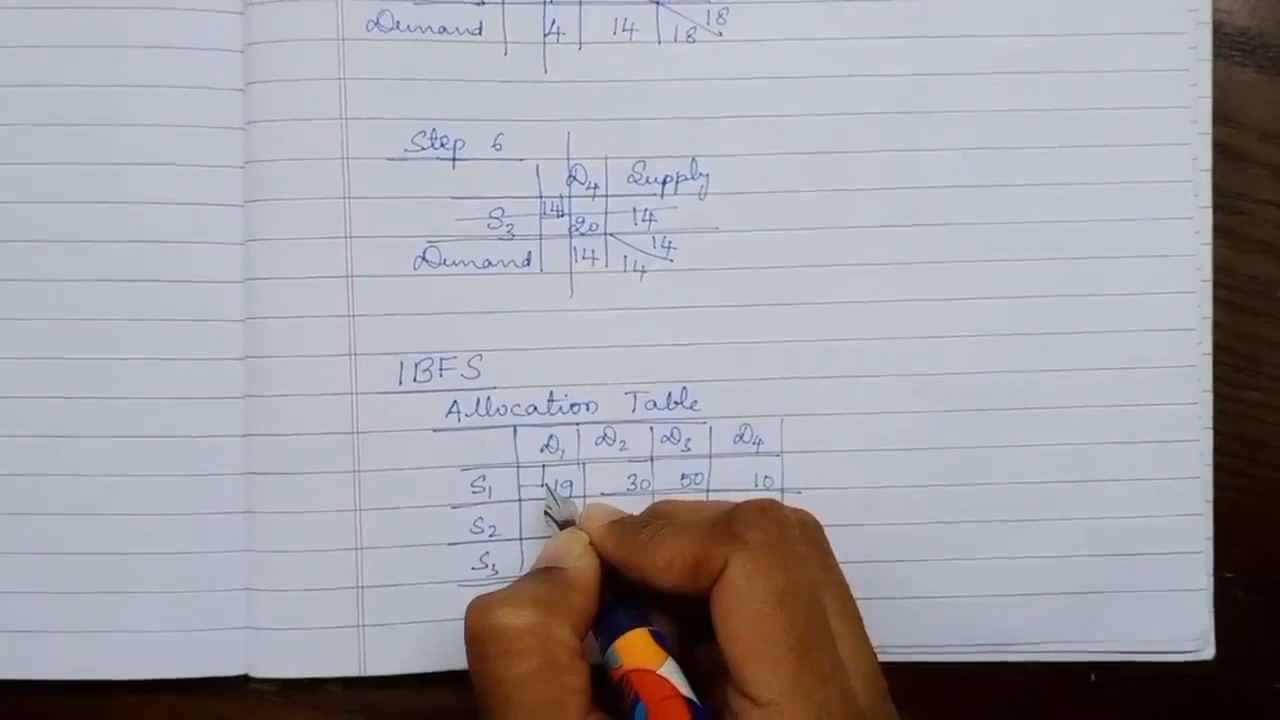 18
Demand 4 14 18
Step 6
D4 Supply
14
S3 20 14
14
Demand 14 14
IBFS
Allocation Table
D1 D2 D3 D4
S1 19 30 50 10
S2
S3